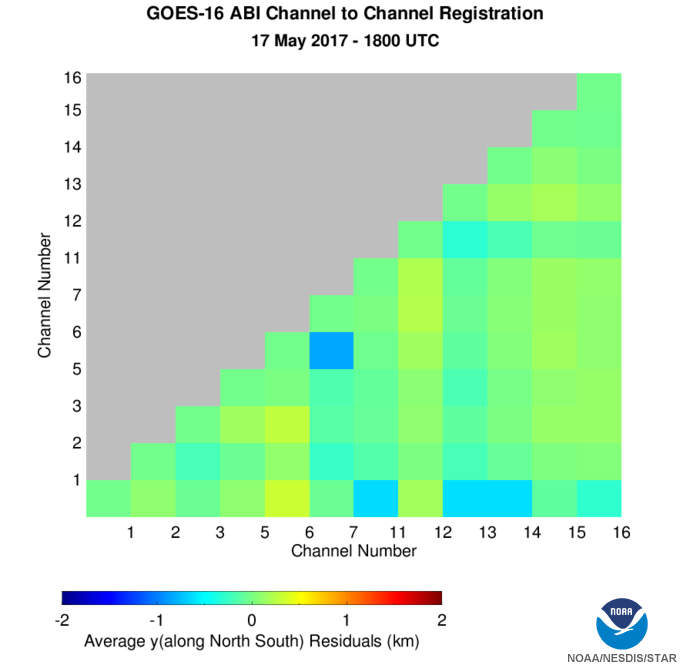 GOES-16 ABI Channel to Channel Registration
17 May 2017 - 1800 UTC
16
15
14
13
12
11
7
6
5
3
2
1
Channel Number
1 2 3 5 6 7 11 12 13 14 15 16
Channel Number
-2 -1 0 1 2
Average y(along North South) Residuals (km)
NOAA
NOAA/NESDIS/STAR